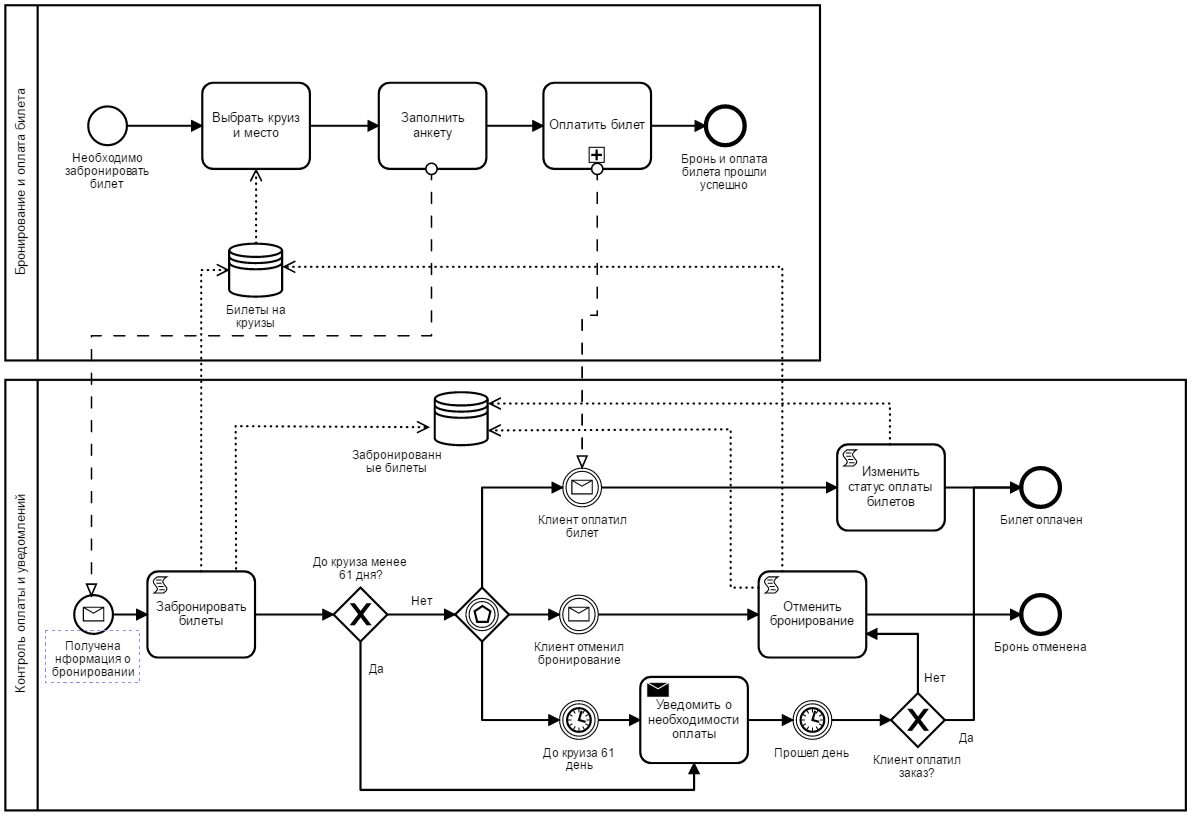 Бронирование и оплата билета
Выбрать круиз
и место
Заполнить
анкету
Оплатить билет
Необходимо
забронировать
билет
Бронь и оплата
билета прошли
успешно
Билеты на
круизы
Контроль оплаты и уведомлений
Забронированн
ые билеты
Изменить
статус оплаты
билетов
Клиент оплатил
билет
Билет оплачен
До круиза менее
61 дня?
Забронировать
билеты
Нет
Отменить
бронирование
Получена
нформация о
бронировании
Клиент отменил
бронирование
Бронь отменена
Да
Нет
Уведомить о
необходимости
оплаты
До круиза 61
день
Прошел день
Да
Клиент оплатил
заказ?